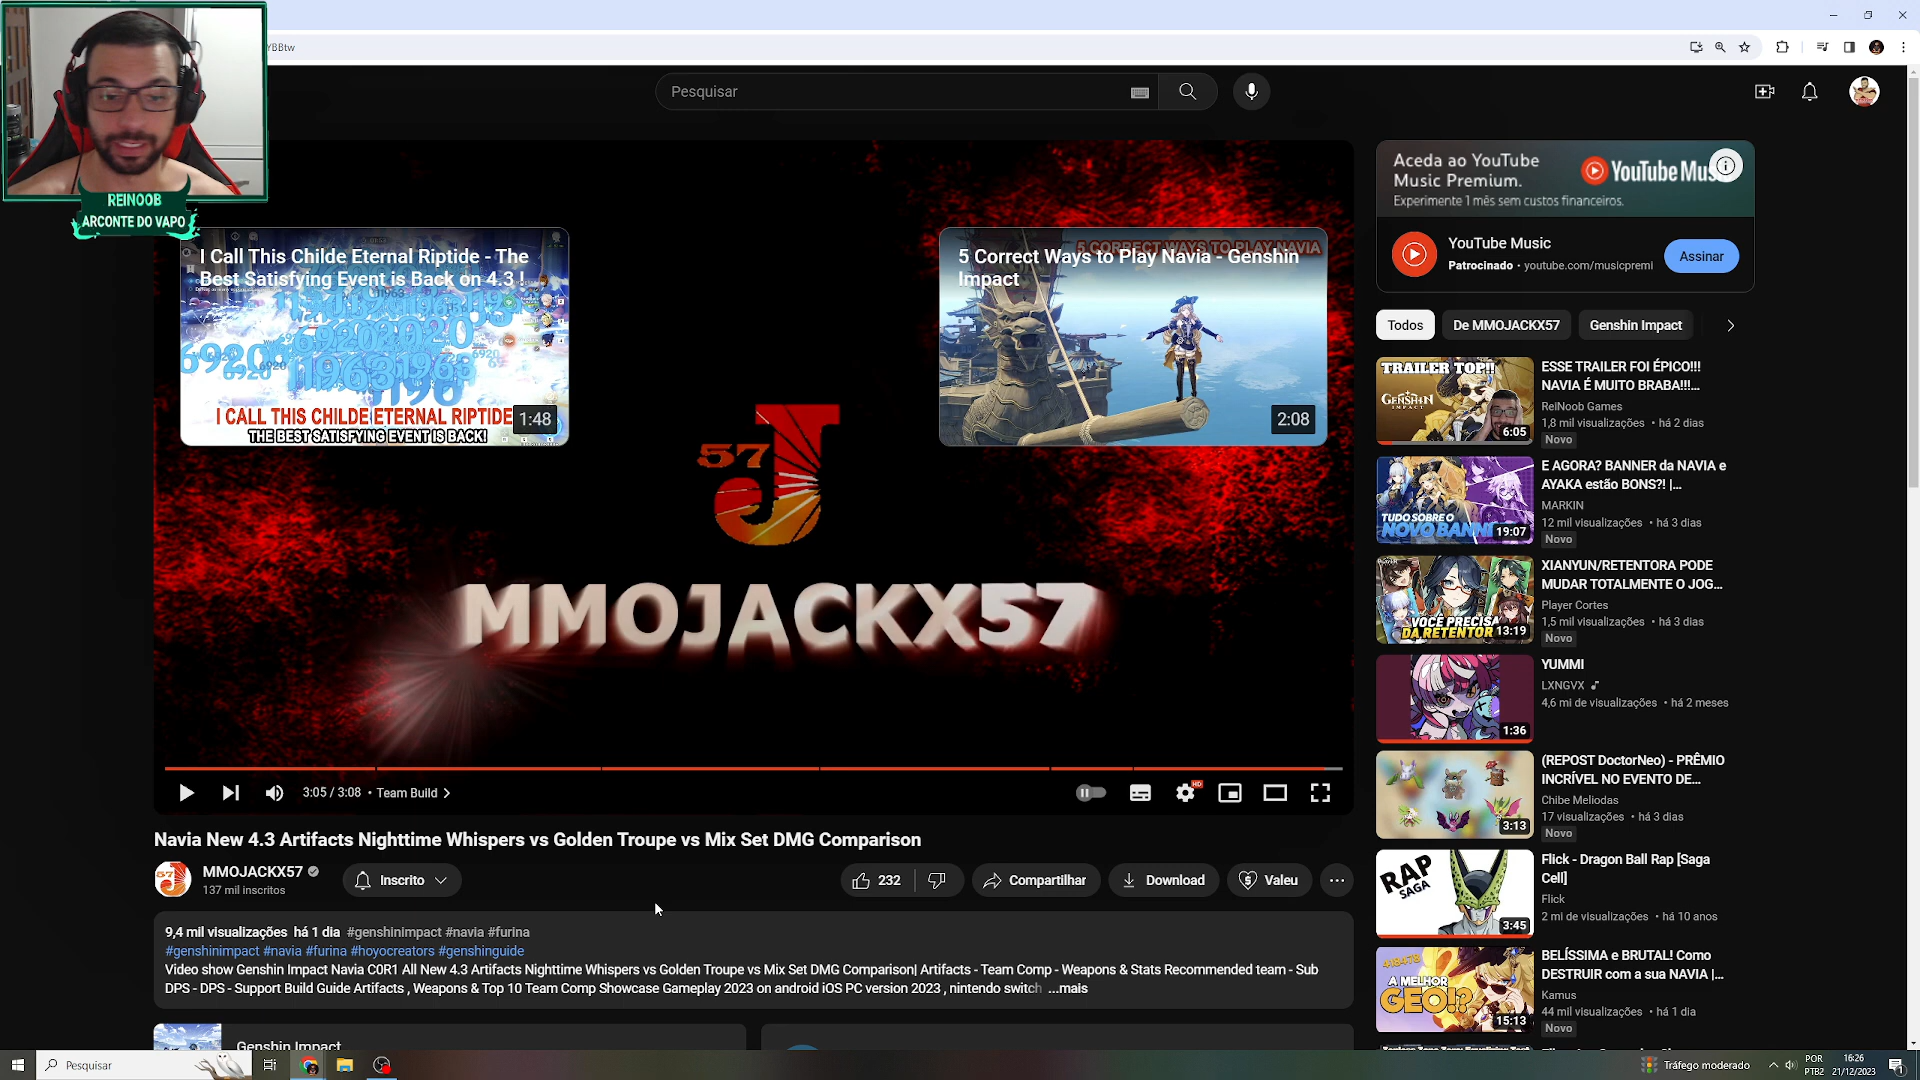 YBBtw
Pesquisar
REINOOB
ARCONTE DO VAPO
I Call This Childe Eternal Riptide - The
Best Satisfying Event is Back on 4.3 !
I CALL THIS CHILDE ETERNAL RIPTIDE
THE BEST SATISFYING EVENT IS BACK!
1:48
5 CORRECT WAYS TO PLAY NAVIA
5 Correct Ways to Play Navia - Genshin
Impact
2:08
57
J
MMOJACKX57
3:05 / 3:08 • Team Build
HD
Navia New 4.3 Artifacts Nighttime Whispers vs Golden Troupe vs Mix Set DMG Comparison
MMOJACKX57
137 mil inscritos
Inscrito
232
Compartilhar
Download
Valeu
9,4 mil visualizações há 1 dia #genshinimpact #navia #furina
#genshinimpact #navia #furina #hoyocreators #genshinguide
Video show Genshin Impact Navia C0R1 All New 4.3 Artifacts Nighttime Whispers vs Golden Troupe vs Mix Set DMG Comparison| Artifacts - Team Comp - Weapons & Stats Recommended team - Sub
DPS - DPS - Support Build Guide Artifacts , Weapons & Top 10 Team Comp Showcase Gameplay 2023 on android iOS PC version 2023 , nintendo switch ...mais
Genshin Impact
Aceda ao YouTube
Music Premium.
Experimente 1 mês sem custos financeiros.
YouTube Mus
YouTube Music
Patrocinado • youtube.com/musicpremi
Assinar
Todos
De MMOJACKX57
Genshin Impact
TRAILER TOP!!
GENSHIN
IMPACT
6:05
ESSE TRAILER FOI ÉPICO!!!
NAVIA É MUITO BRABA!!!...
ReiNoob Games
1,8 mil visualizações • há 2 dias
Novo
TUDO SOBRE O
NOVO BANN
19:07
E AGORA? BANNER da NAVIA e
AYAKA estão BONS?! |...
MARKIN
12 mil visualizações • há 3 dias
Novo
VOCÊ PRECISA
DA RETENTOR
13:19
XIANYUN/RETENTORA PODE
MUDAR TOTALMENTE O JOG...
Player Cortes
1,5 mil visualizações • há 3 dias
Novo
1:36
YUMMI
LXNGVX
4,6 mi de visualizações • há 2 meses
3:13
(REPOST DoctorNeo) - PRÊMIO
INCRÍVEL NO EVENTO DE...
Chibe Meliodas
17 visualizações • há 3 dias
Novo
RAP
SAGA
3:45
Flick - Dragon Ball Rap [Saga
Cell]
Flick
2 mi de visualizações • há 10 anos
A MELHOR
GEO!?
15:13
BELÍSSIMA e BRUTAL! Como
DESTRUIR com a sua NAVIA |...
Kamus
44 mil visualizações • há 1 dia
Novo
Pesquisar
Tráfego moderado
POR
PTB2
16:26
21/12/2023
1